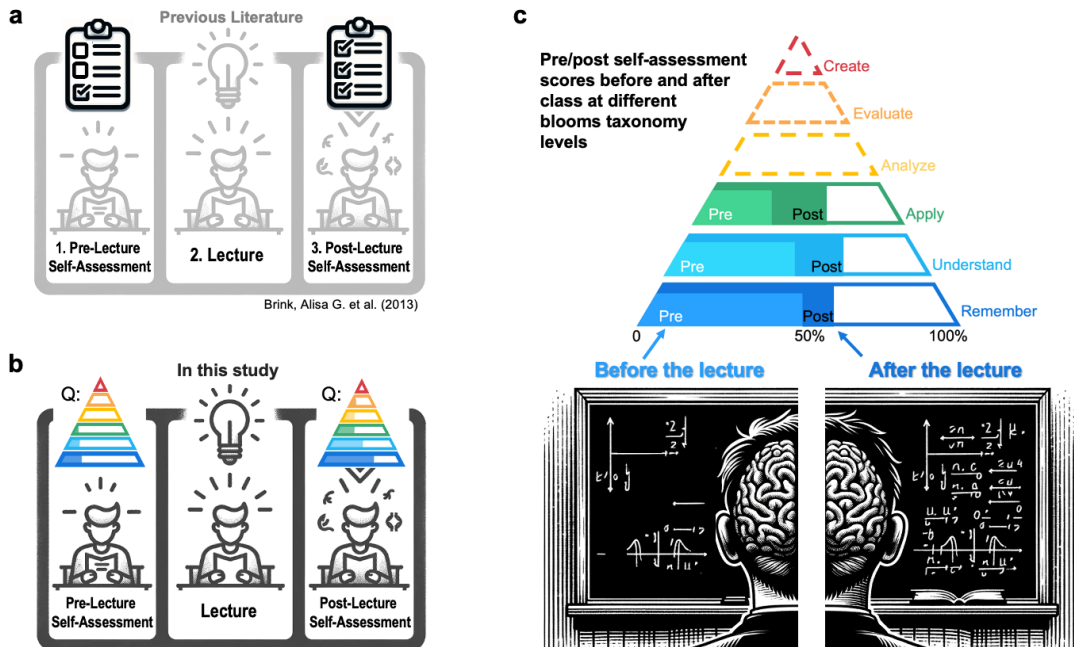 a
Previous Literature
1. Pre-Lecture
Self-Assessment
2. Lecture
3. Post-Lecture
Self-Assessment
Brink, Alisa G. et al. (2013)
b
In this study
Q:
Q:
Pre-Lecture
Self-Assessment
Lecture
Post-Lecture
Self-Assessment
c
Pre/post self-assessment
scores before and after
class at different
blooms taxonomy
levels
Create
Evaluate
Analyze
Pre
Post
Apply
Pre
Post
Understand
Pre
Post
Remember
0
50%
100%
Before the lecture
After the lecture